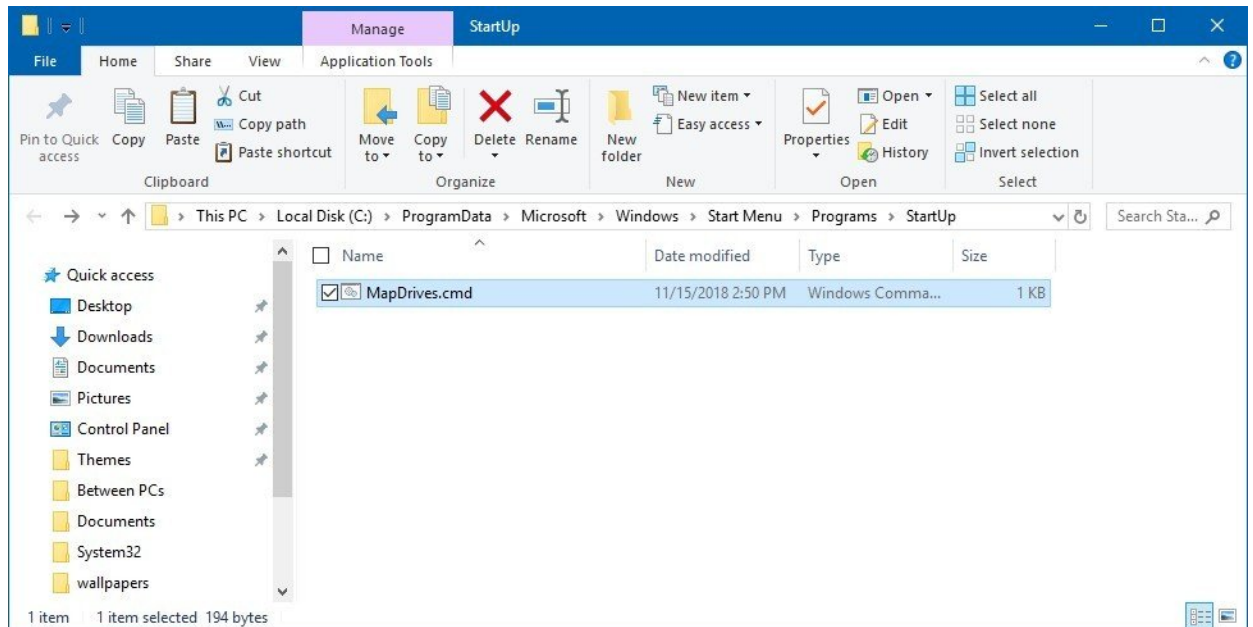 Manage StartUp
File Home Share View Application Tools
Pin to Quick access
Copy
Paste
Cut
Copy path
Paste shortcut
Clipboard
Move to
Copy to
Delete
Rename
Organize
New folder
New item
Easy access
New
Properties
Open
Edit
History
Open
Select all
Select none
Invert selection
Select
This PC Local Disk (C:) ProgramData Microsoft Windows Start Menu Programs StartUp
Search Sta...
Quick access
Desktop
Downloads
Documents
Pictures
Control Panel
Themes
Between PCs
Documents
System32
wallpapers
Name Date modified Type Size
MapDrives.cmd 11/15/2018 2:50 PM Windows Comma... 1 KB
1 item 1 item selected 194 bytes